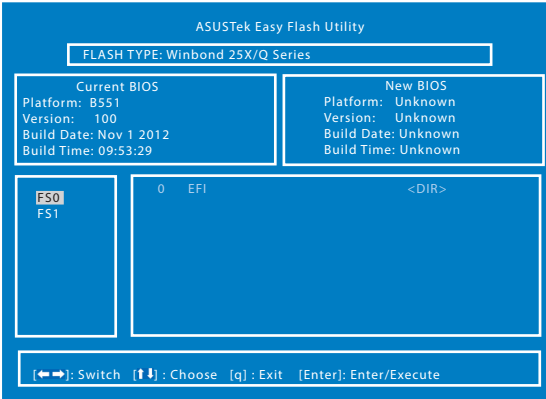 ASUSTek Easy Flash Utility
FLASH TYPE: Winbond 25X/Q Series
Current BIOS
Platform: B551
Version: 100
Build Date: Nov 1 2012
Build Time: 09:53:29
New BIOS
Platform: Unknown
Version: Unknown
Build Date: Unknown
Build Time: Unknown
FS0
FS1
0 EFI <DIR>
[←→]: Switch [↑↓] : Choose [q] : Exit [Enter]: Enter/Execute